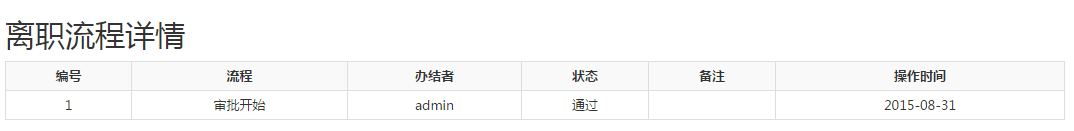 离职流程详情
编号 流程 办结者 状态 备注 操作时间
1 审批开始 admin 通过 2015-08-31